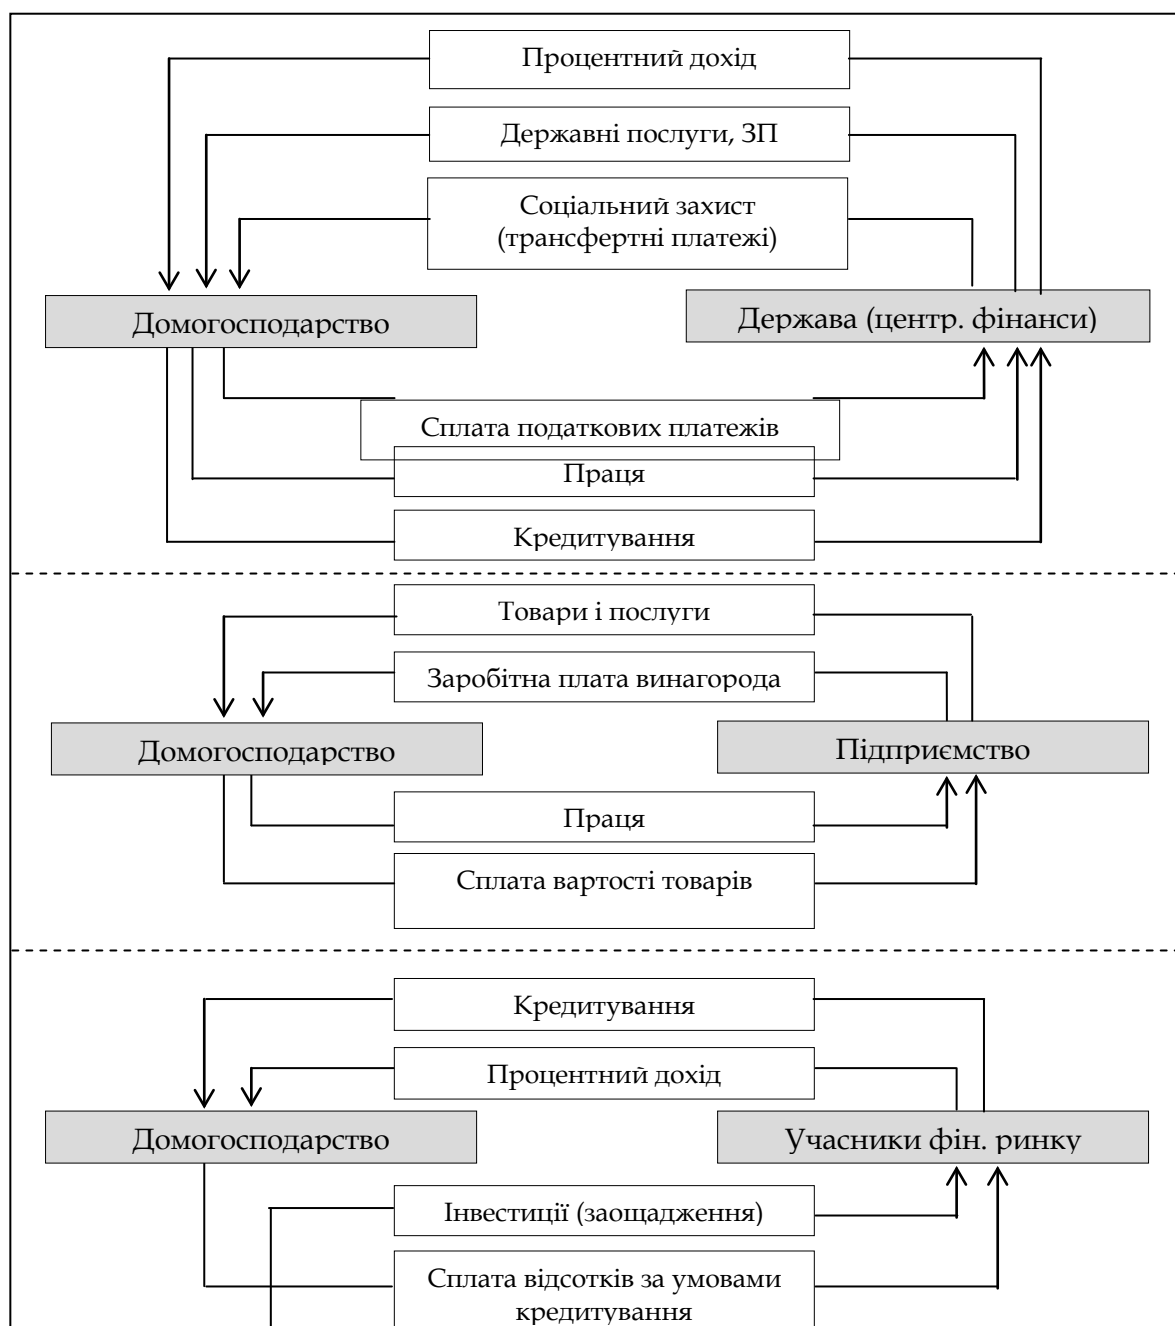 Процентний дохід
Державні послуги, ЗП
Соціальний захист
(трансфертні платежі)
Домогосподарство
Держава (центр. фінанси)
Сплата податкових платежів
Праця
Кредитування
Товари і послуги
Заробітна плата винагорода
Домогосподарство
Підприємство
Праця
Сплата вартості товарів
Кредитування
Процентний дохід
Домогосподарство
Учасники фін. ринку
Інвестиції (заощадження)
Сплата відсотків за умовами
кредитування